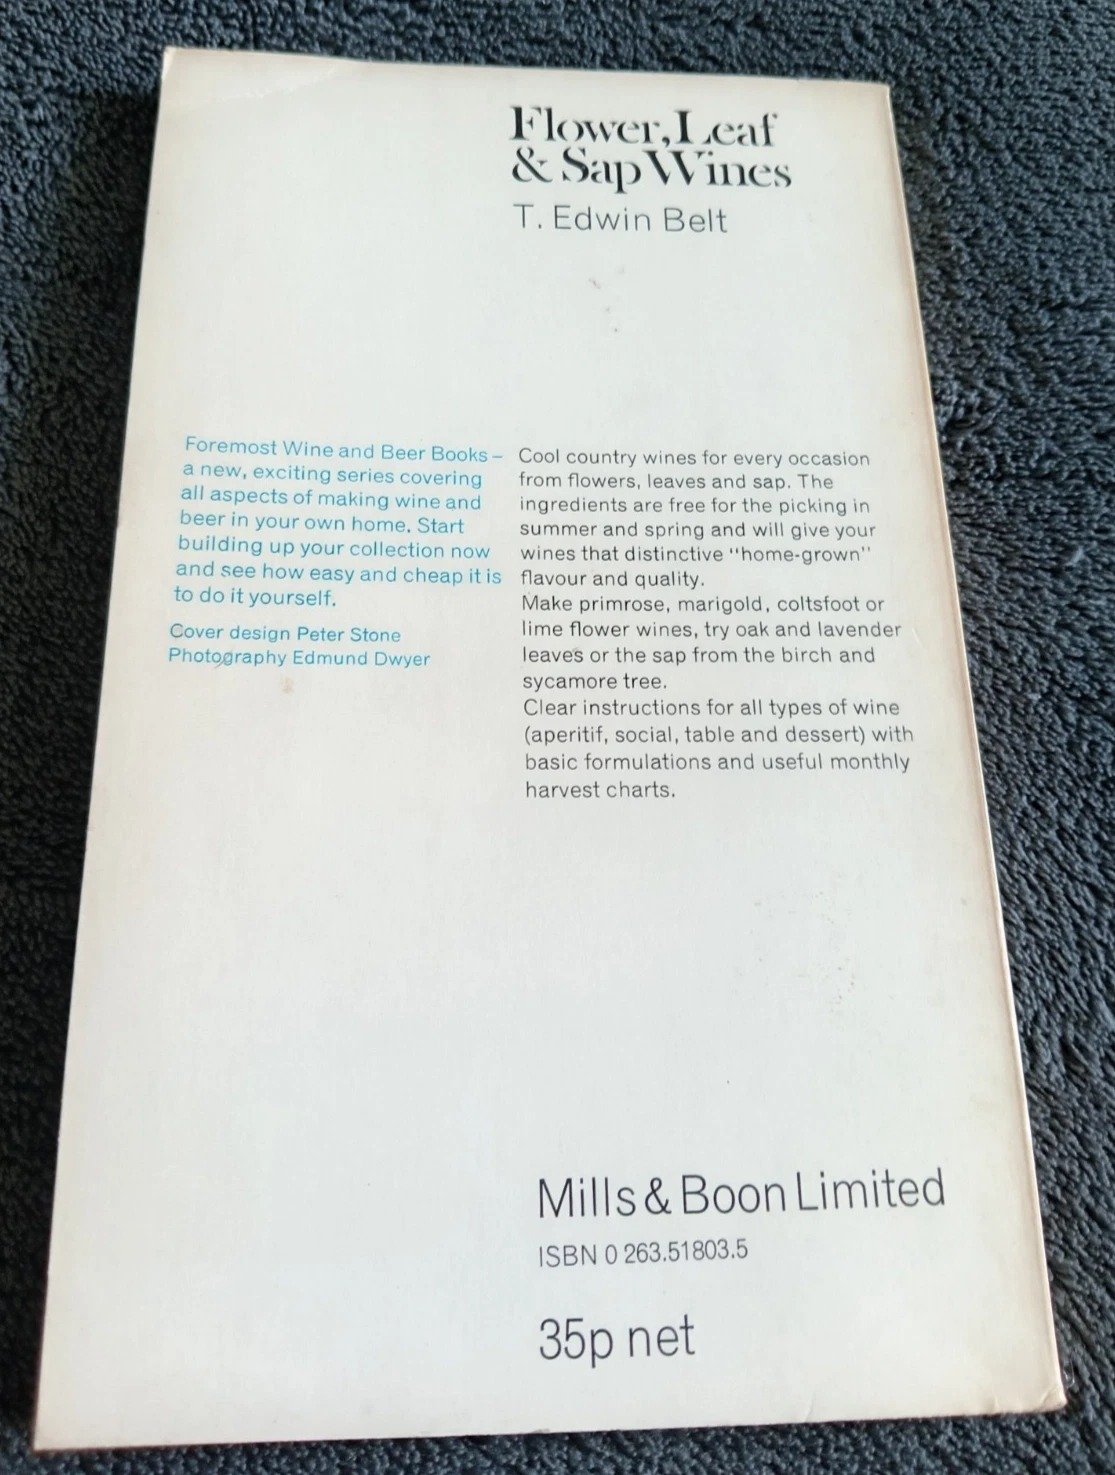 Flower, Leaf
& Sap Wines
T. Edwin Belt
Foremost Wine and Beer Books –
a new, exciting series covering
all aspects of making wine and
beer in your own home. Start
building up your collection now
and see how easy and cheap it is
to do it yourself.
Cover design Peter Stone
Photography Edmund Dwyer
Cool country wines for every occasion
from flowers, leaves and sap. The
ingredients are free for the picking in
summer and spring and will give your
wines that distinctive "home-grown"
flavour and quality.
Make primrose, marigold, coltsfoot or
lime flower wines, try oak and lavender
leaves or the sap from the birch and
sycamore tree.
Clear instructions for all types of wine
(aperitif, social, table and dessert) with
basic formulations and useful monthly
harvest charts.
Mills & Boon Limited
ISBN 0 263.51803.5
35p net